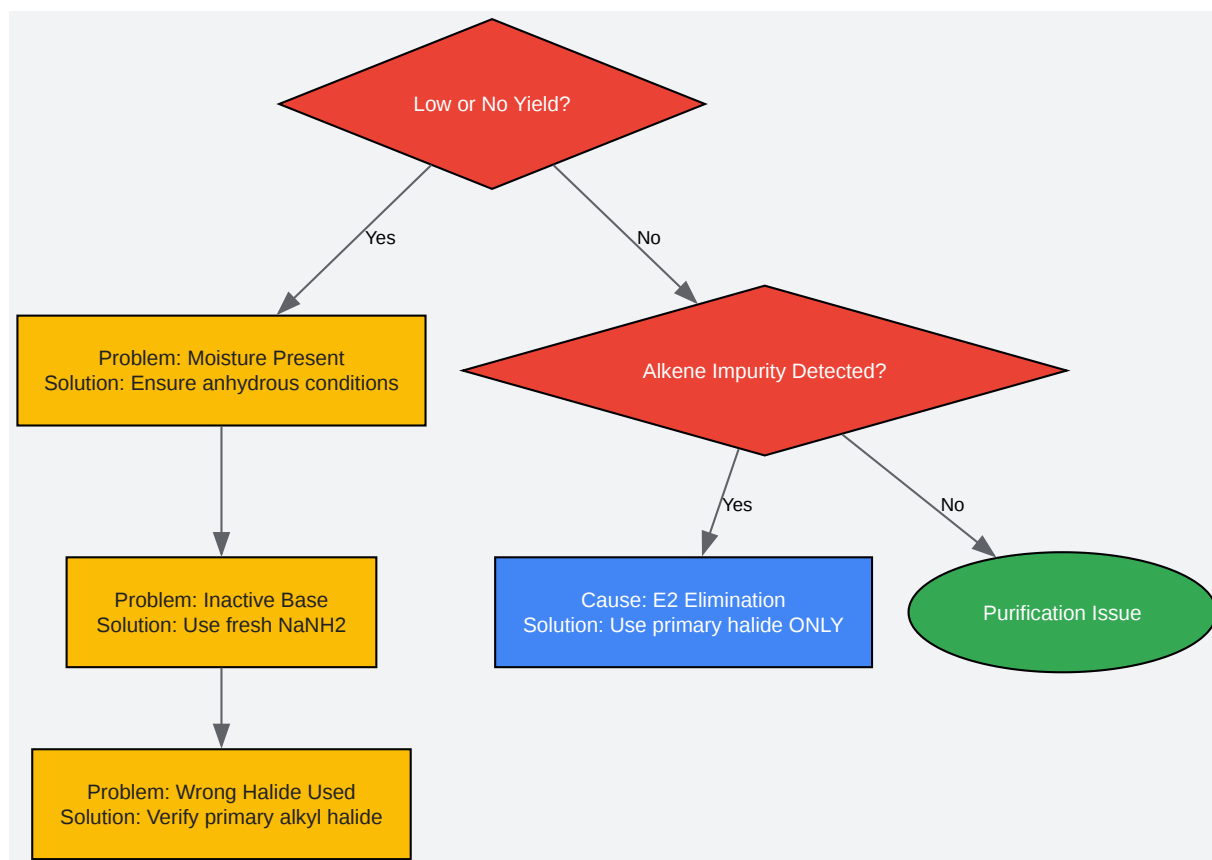 Low or No Yield?
Yes
No
Problem: Moisture Present
Solution: Ensure anhydrous conditions
Alkene Impurity Detected?
Yes
No
Problem: Inactive Base
Solution: Use fresh NaNH2
Cause: E2 Elimination
Solution: Use primary halide ONLY
Purification Issue
Problem: Wrong Halide Used
Solution: Verify primary alkyl halide